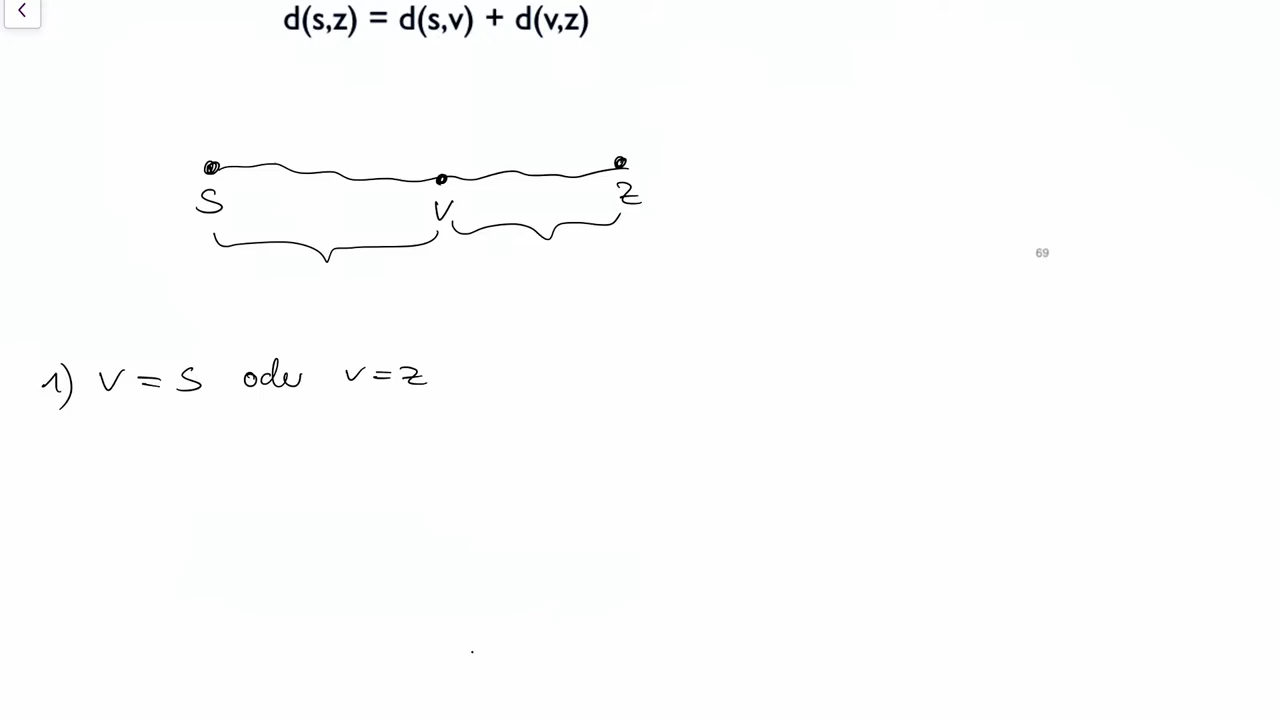 d(s,z) = d(s,v) + d(v,z)
S
V
Z
69
1) V = S oder v = z